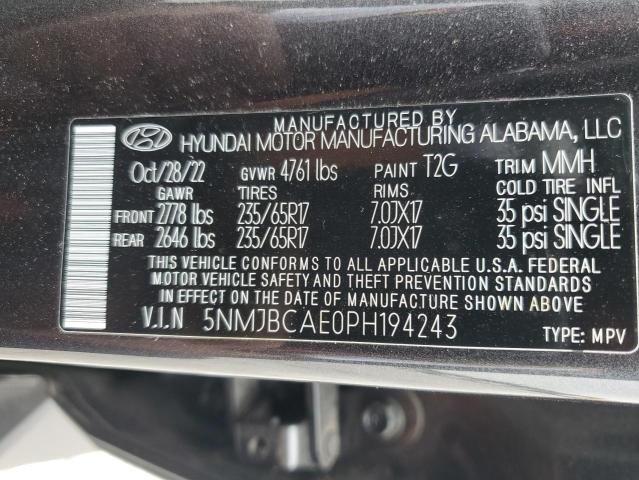 MANUFACTURED BY
HYUNDAI MOTOR MANUFACTURING ALABAMA, LLC
Oct/28/22 GVWR 4761 lbs PAINT T2G TRIM MMH
GAWR TIRES RIMS COLD TIRE INFL
FRONT 2778 lbs 235/65R17 7.0JX17 35 psi SINGLE
REAR 2646 lbs 235/65R17 7.0JX17 35 psi SINGLE
THIS VEHICLE CONFORMS TO ALL APPLICABLE U.S.A. FEDERAL
MOTOR VEHICLE SAFETY AND THEFT PREVENTION STANDARDS
IN EFFECT ON THE DATE OF MANUFACTURE SHOWN ABOVE.
V.I.N 5NMJBCAE0PH194243
TYPE: MPV